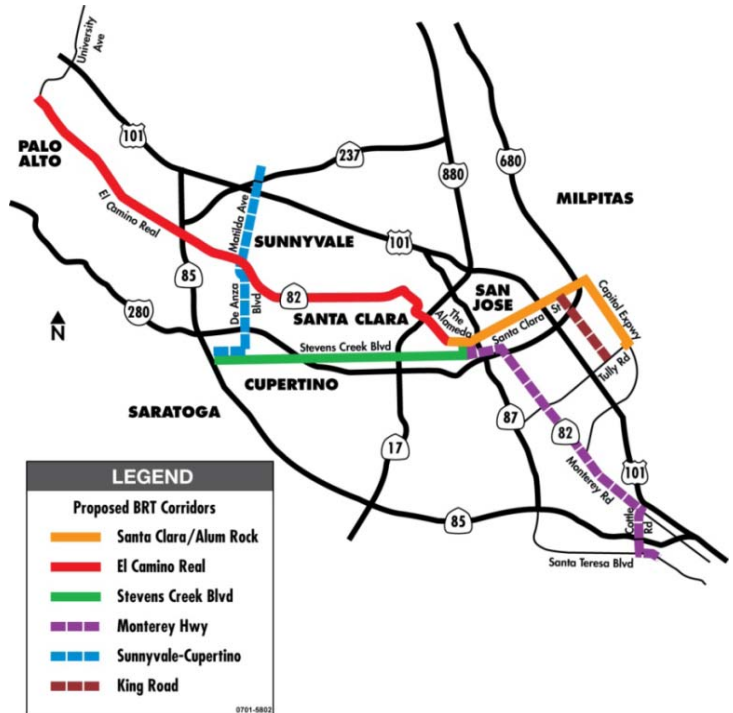 University
Ave
PALO
ALTO
101
237
880
680
MILPITAS
El Camino Real
Matilda Ave
SUNNYVALE
101
85
82
De Anza
Blvd
SAN
JOSE
The
Alameda
Santa Clara St
Capitol Expwy
280
N
SANTA CLARA
Stevens Creek Blvd
Tully Rd
CUPERTINO
SARATOGA
87
82
17
Monterey Rd
101
85
Rd
Santa Teresa Blvd
LEGEND
Proposed BRT Corridors
Santa Clara/Alum Rock
El Camino Real
Stevens Creek Blvd
Monterey Hwy
Sunnyvale-Cupertino
King Road
0701-5802